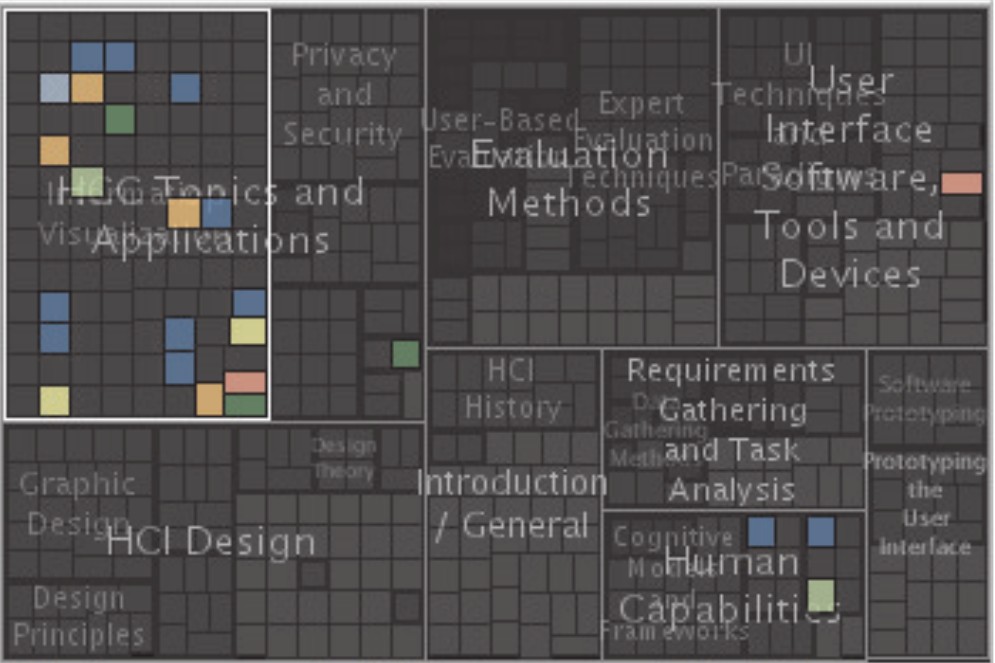 Privacy
and
Security
Information
Visualization
HCC Topics and
Applications
User-Based
Evaluation
Expert
Evaluation
Techniques
Evaluation
Methods
UI
Techniques
and
User
Interface
Software,
Tools and
Devices
HCI
History
Introduction
/ General
Data
Gathering
Methods
Requirements
Gathering
and Task
Analysis
Software
Prototyping
Prototyping
the
User
Interface
Graphic
Design
Design
Theory
HCI Design
Design
Principles
Cognitive
Models
and
Frameworks
Human
Capabilities